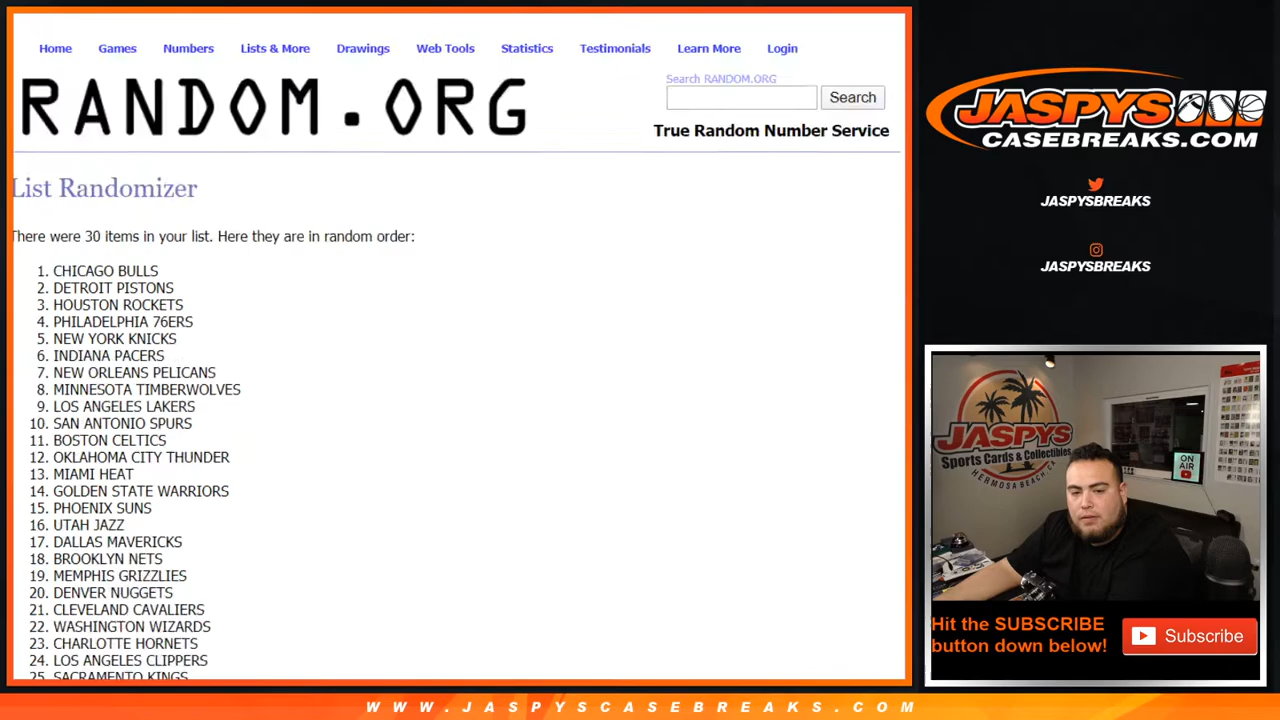 Home Games Numbers Lists & More Drawings Web Tools Statistics Testimonials Learn More Login
RANDOM.ORG
Search RANDOM.ORG
Search
True Random Number Service
List Randomizer
There were 30 items in your list. Here they are in random order:
1. CHICAGO BULLS
2. DETROIT PISTONS
3. HOUSTON ROCKETS
4. PHILADELPHIA 76ERS
5. NEW YORK KNICKS
6. INDIANA PACERS
7. NEW ORLEANS PELICANS
8. MINNESOTA TIMBERWOLVES
9. LOS ANGELES LAKERS
10. SAN ANTONIO SPURS
11. BOSTON CELTICS
12. OKLAHOMA CITY THUNDER
13. MIAMI HEAT
14. GOLDEN STATE WARRIORS
15. PHOENIX SUNS
16. UTAH JAZZ
17. DALLAS MAVERICKS
18. BROOKLYN NETS
19. MEMPHIS GRIZZLIES
20. DENVER NUGGETS
21. CLEVELAND CAVALIERS
22. WASHINGTON WIZARDS
23. CHARLOTTE HORNETS
24. LOS ANGELES CLIPPERS
25. SACRAMENTO KINGS
JASPYS
CASEBREAKS.COM
JASPYSBREAKS
JASPYSBREAKS
JASPYS
Sports Cards & Collectibles
HERMOSA BEACH, CA
ON
AIR
Hit the SUBSCRIBE
button down below!
Subscribe
WWW.JASPYSCASEBREAKS.COM